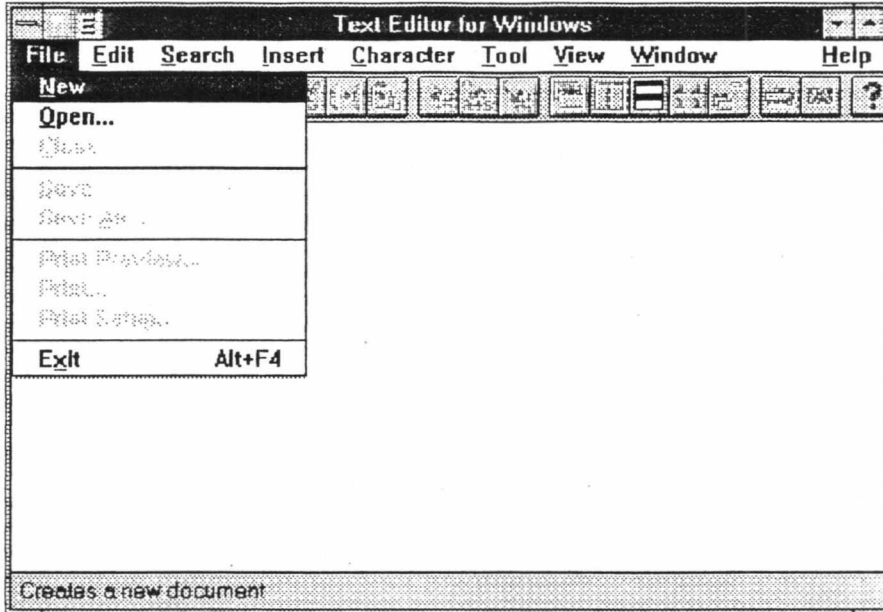 Text Editor for Windows
File Edit Search Insert Character Tool View Window Help
New
Open...
Close
Save
Save As...
Print Preview...
Print...
Print Setup...
Exit Alt+F4
Creates a new document